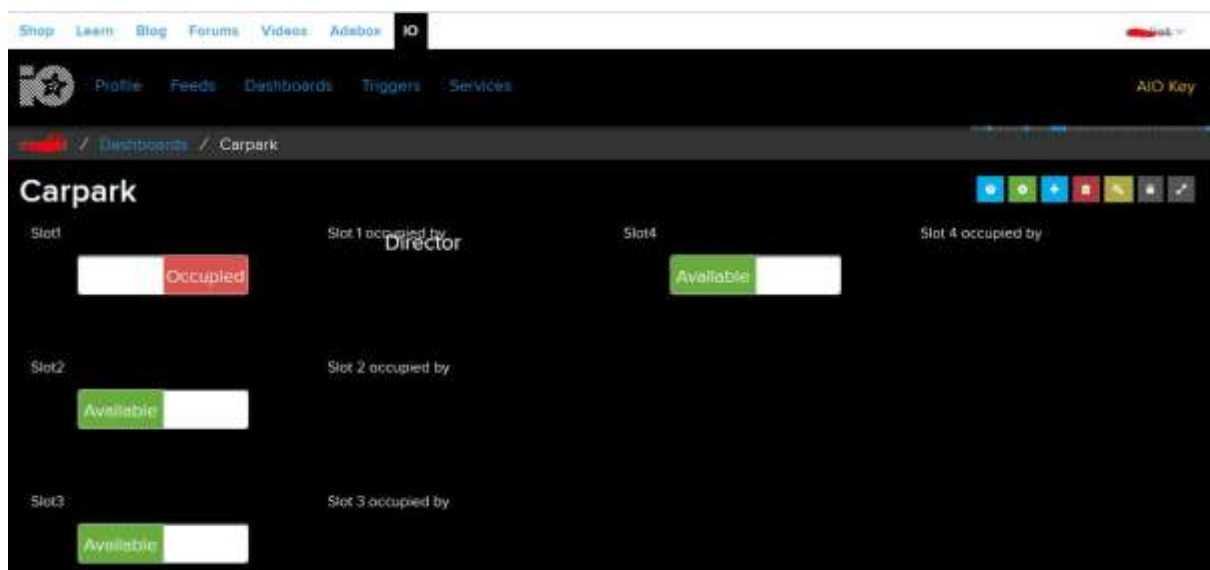 Shop Learn Blog Forums Videos Adabox IO
iO Profile Feeds Dashboards Triggers Services AIO Key
/ Dashboards / Carpark
Carpark
Slot1 Slot 1 occupied by Slot4 Slot 4 occupied by
Director
Occupied Available
Slot2 Slot 2 occupied by
Available
Slot3 Slot 3 occupied by
Available